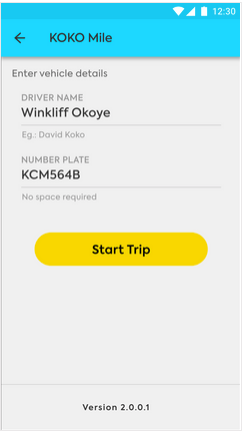 12:30
KOKO Mile
Enter vehicle details
DRIVER NAME
Winkliff Okoye
Eg.: David Koko
NUMBER PLATE
KCM564B
No space required
Start Trip
Version 2.0.0.1